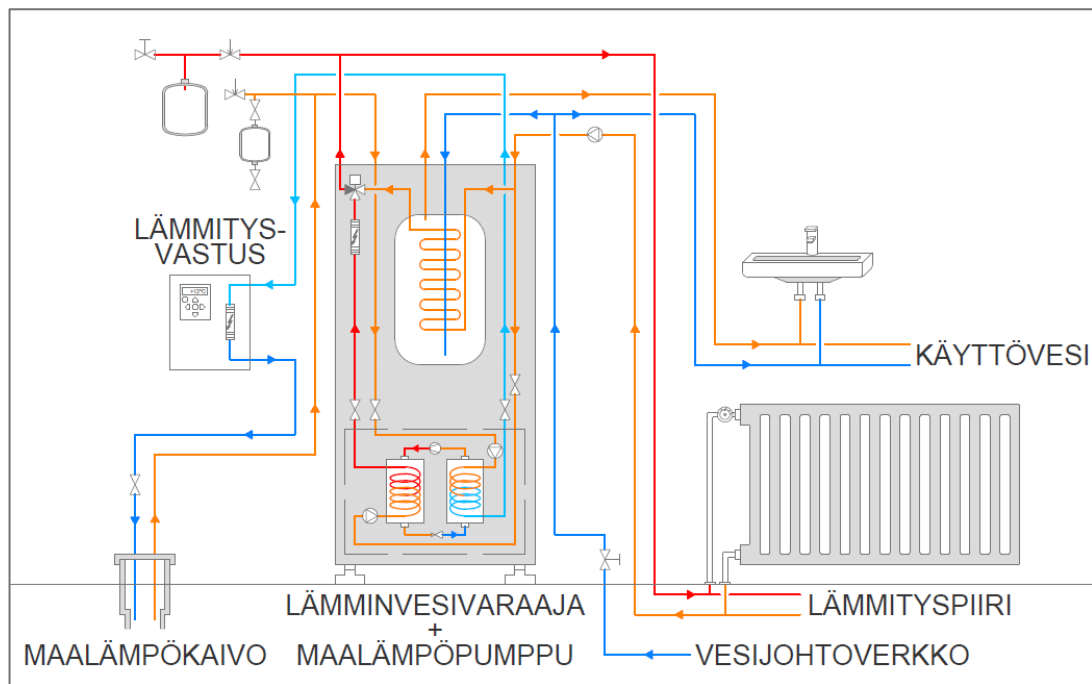 LÄMMITYS-
VASTUS
KÄYTTÖVESI
LÄMMINVESIVARAAJA
+
MAALÄMPÖPUMPPU
LÄMMITYSPIIRI
MAALÄMPÖKAIVO
VESIJOHTOVERKKO